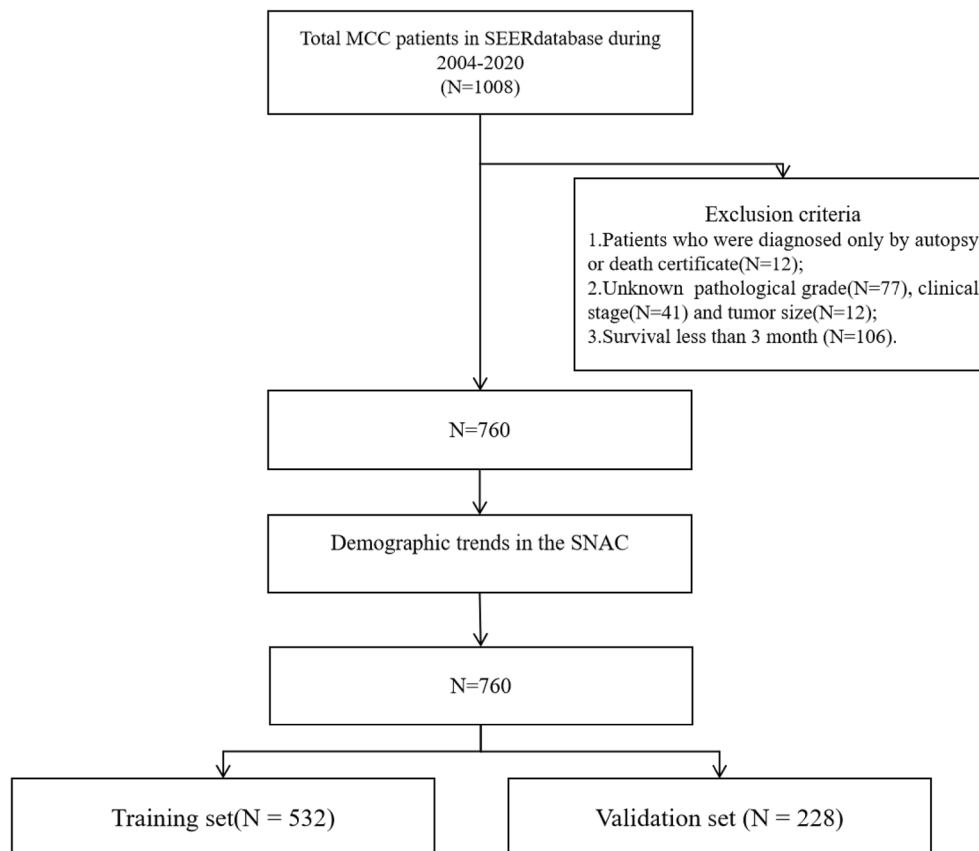 Total MCC patients in SEERdatabase during
2004-2020
(N=1008)
Exclusion criteria
1.Patients who were diagnosed only by autopsy
or death certificate(N=12);
2.Unknown pathological grade(N=77), clinical
stage(N=41) and tumor size(N=12);
3.Survival less than 3 month (N=106).
N=760
Demographic trends in the SNAC
N=760
Training set(N = 532)
Validation set (N = 228)